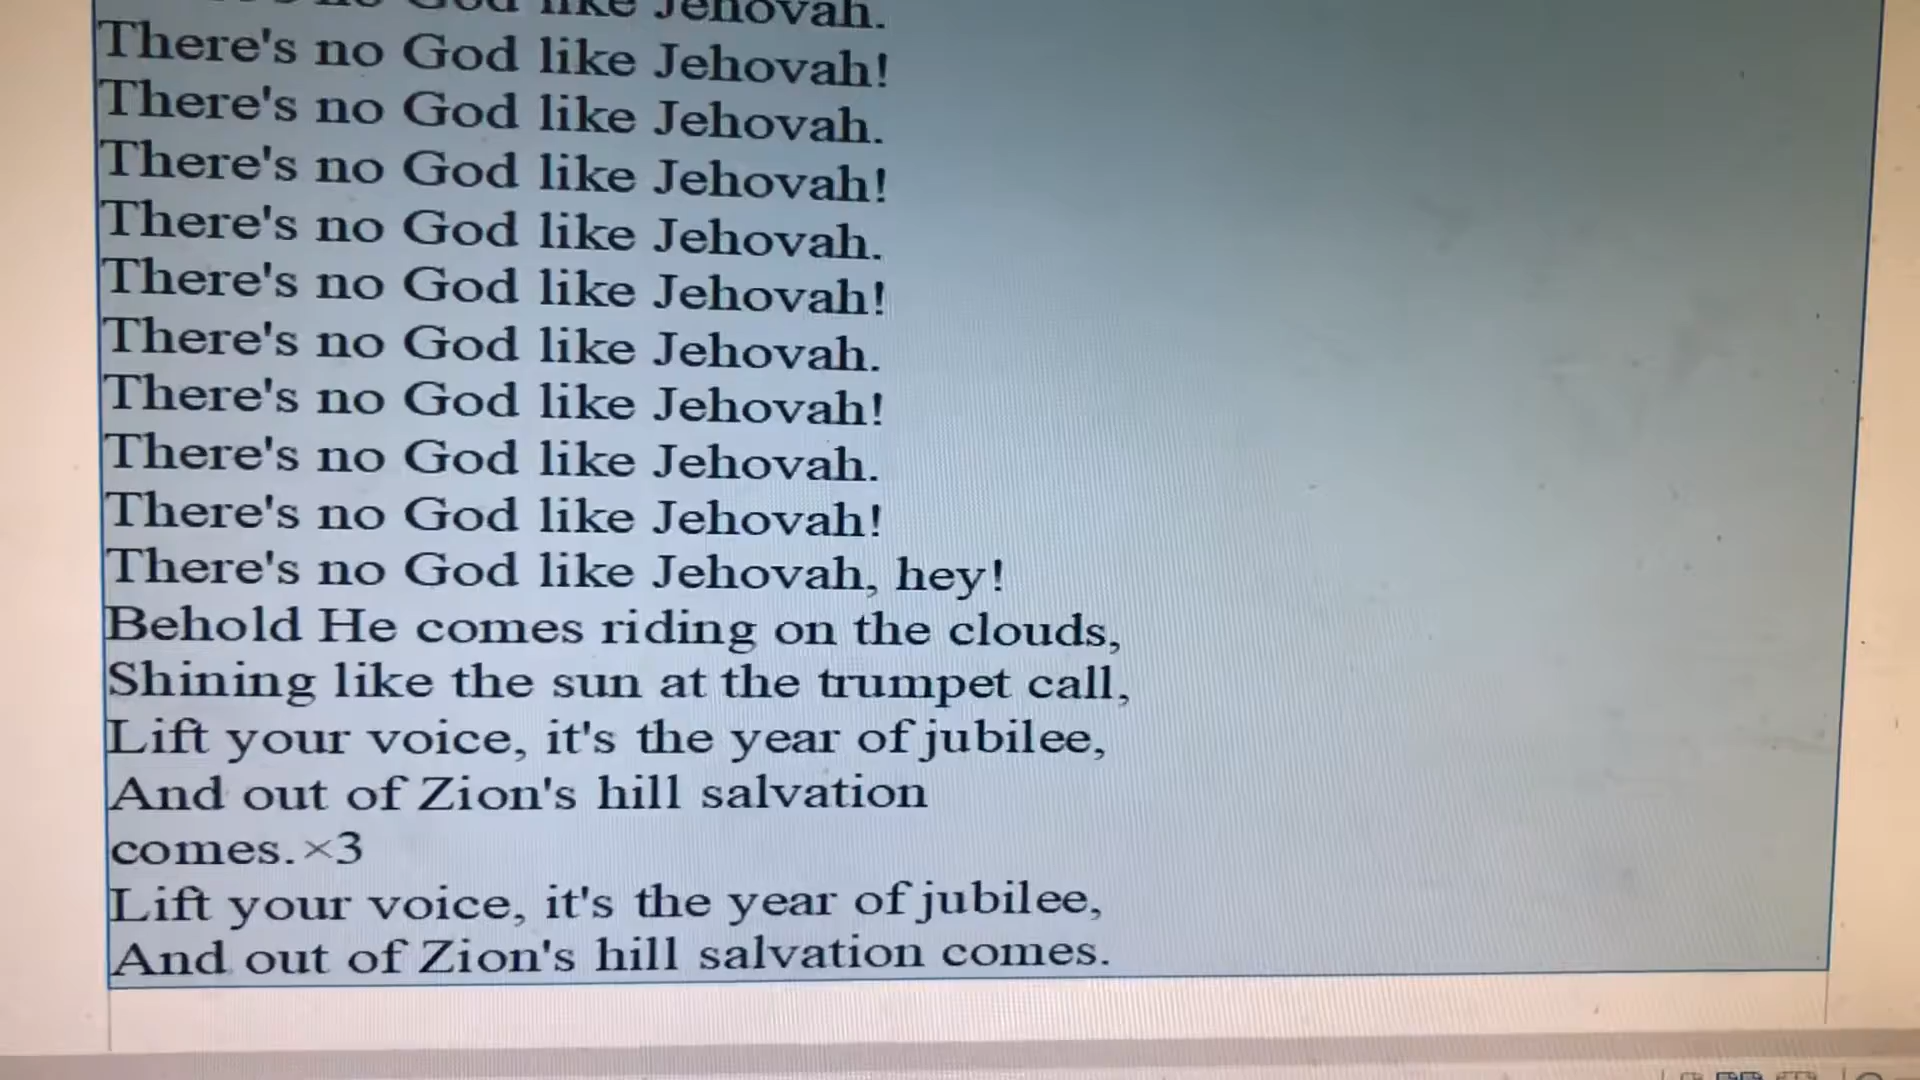 There's no God like Jehovah.
There's no God like Jehovah!
There's no God like Jehovah.
There's no God like Jehovah!
There's no God like Jehovah.
There's no God like Jehovah!
There's no God like Jehovah.
There's no God like Jehovah!
There's no God like Jehovah.
There's no God like Jehovah!
There's no God like Jehovah, hey!
Behold He comes riding on the clouds,
Shining like the sun at the trumpet call,
Lift your voice, it's the year of jubilee,
And out of Zion's hill salvation
comes.×3
Lift your voice, it's the year of jubilee,
And out of Zion's hill salvation comes.